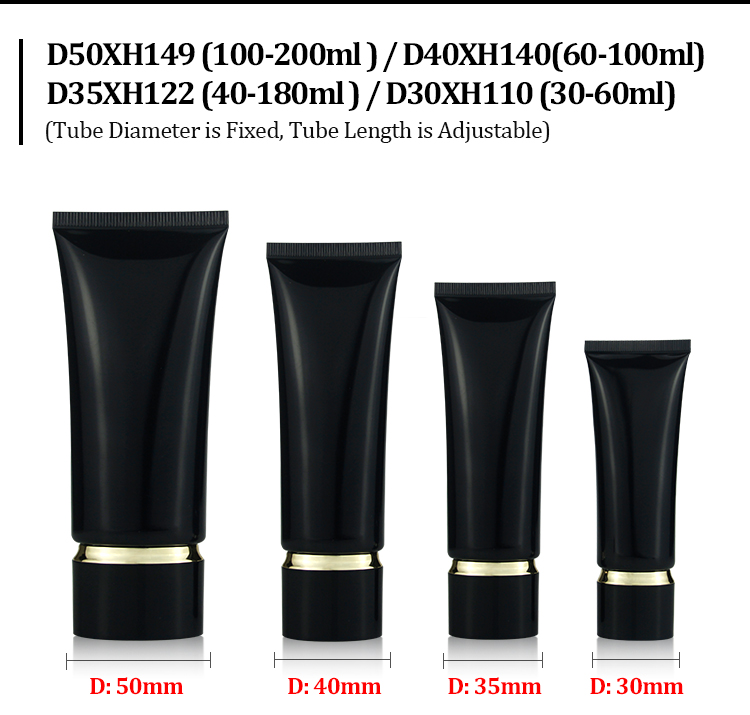 D50XH149 (100-200ml ) / D40XH140(60-100ml)
D35XH122 (40-180ml ) / D30XH110 (30-60ml)
(Tube Diameter is Fixed, Tube Length is Adjustable)
D: 50mm D: 40mm D: 35mm D: 30mm